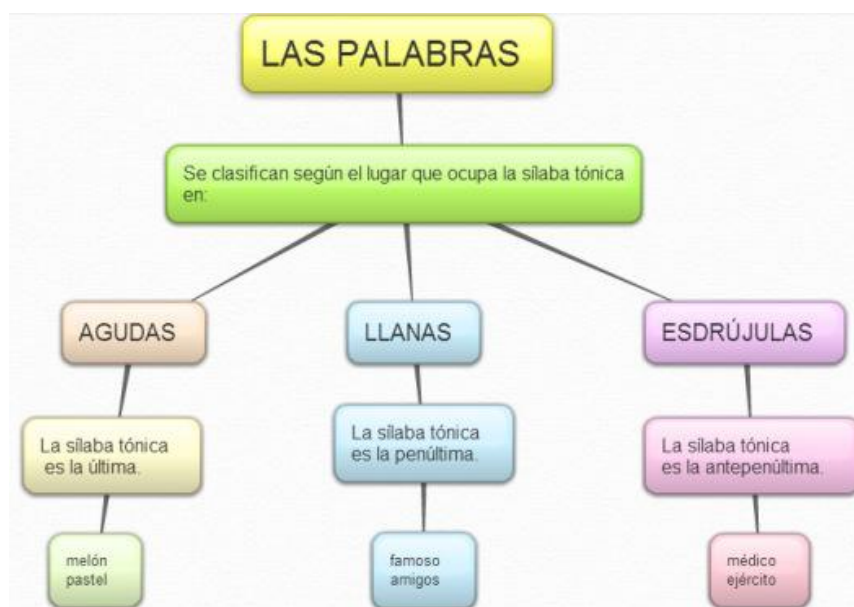 LAS PALABRAS
Se clasifican según el lugar que ocupa la sílaba tónica
en:
AGUDAS
LLANAS
ESDRÚJULAS
La sílaba tónica
es la última.
La sílaba tónica
es la penúltima.
La sílaba tónica
es la antepenúltima.
melón
pastel
famoso
amigos
médico
ejército